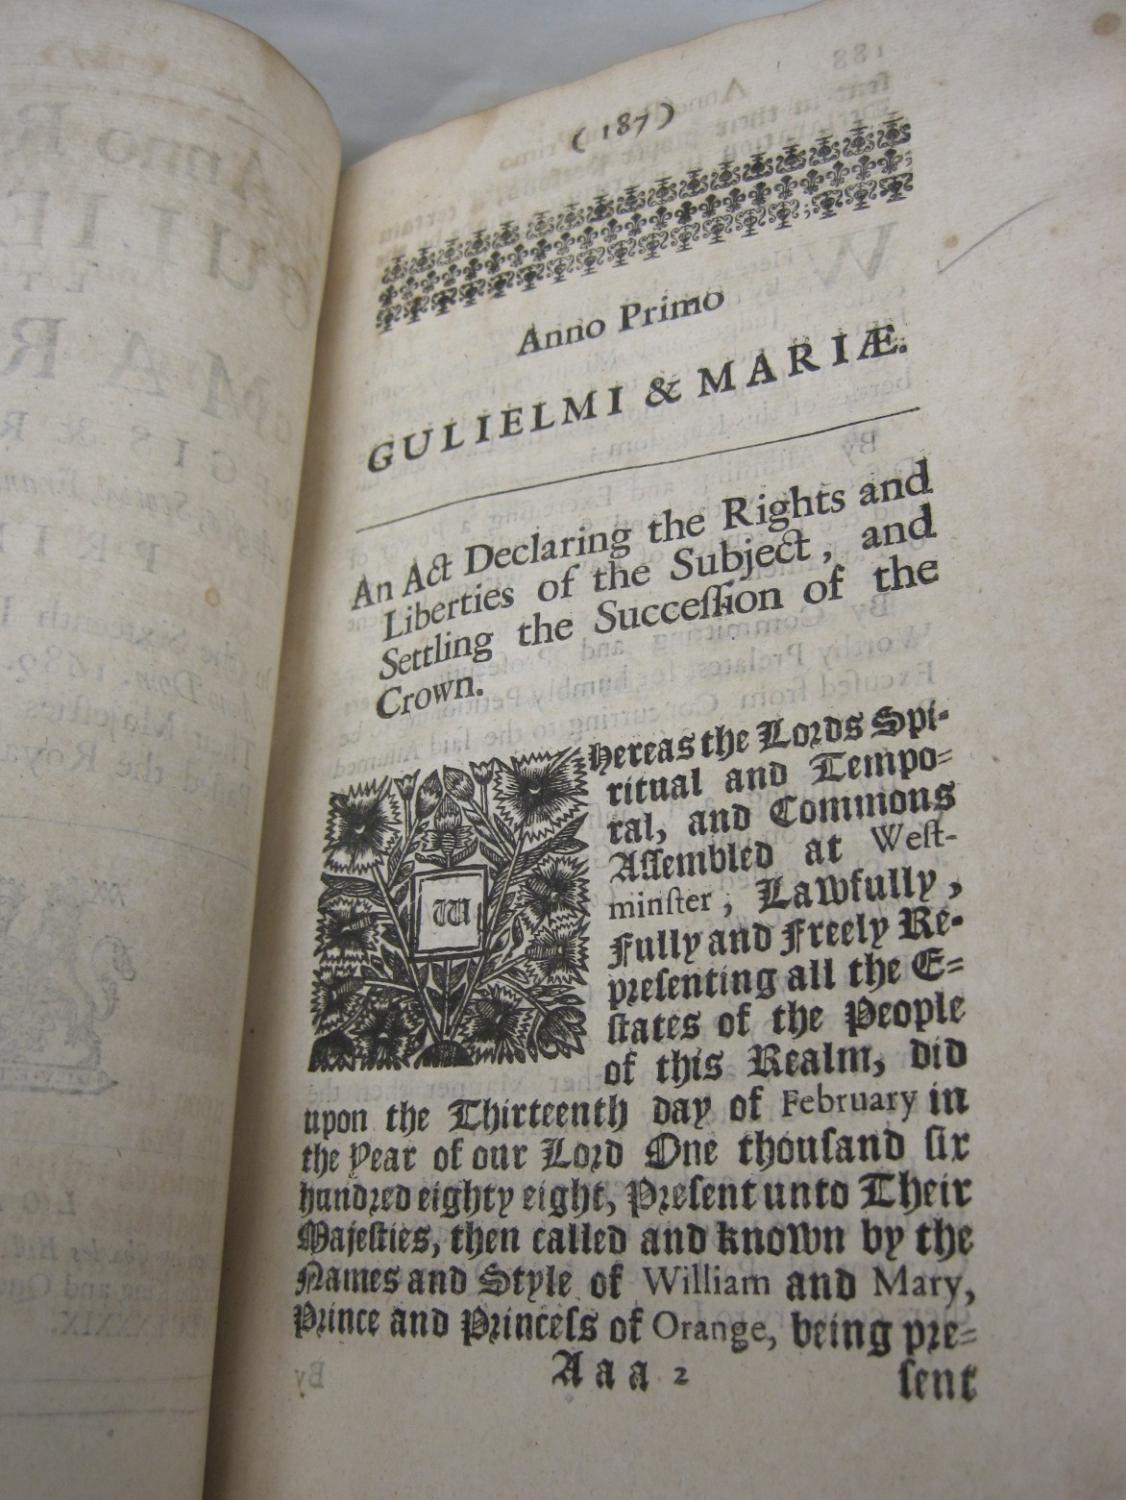 (187)
Anno Primo
GULIELMI & MARIÆ.
An Act Declaring the Rights and
Liberties of the Subject, and
Settling the Succeſſion of the
Crown.
W
hereas the Lords Spi-
ritual and Tempo-
ral, and Commons
Aſſembled at Weſt-
minſter, Lawfully,
Fully and Freely Re-
preſenting all the E-
ſtates of the People
of this Realm, did
upon the Thirteenth day of February in
the Year of our Lord One thouſand ſix
hundred eighty eight, Preſent unto Their
Majeſties, then called and known by the
Names and Style of William and Mary,
Prince and Princeſs of Orange, being pre-
Aaa 2
ſent